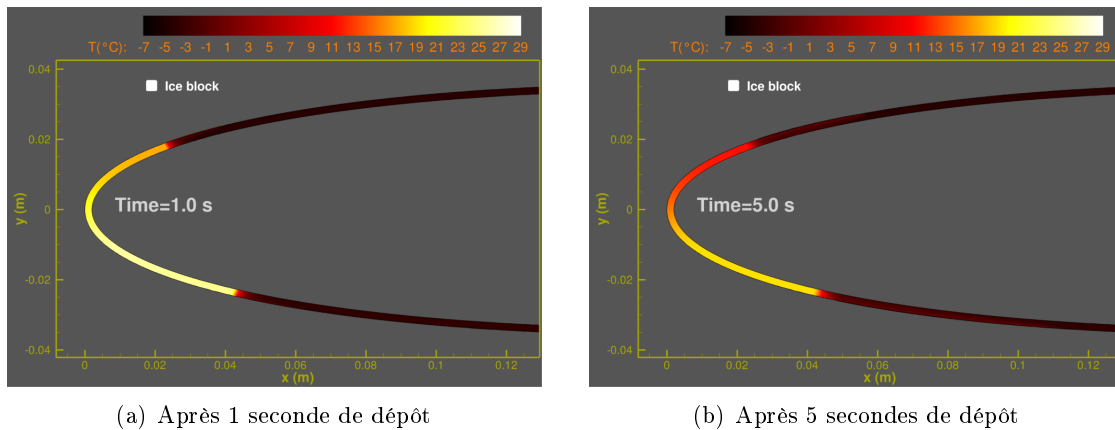 T(°C): -7 -5 -3 -1 1 3 5 7 9 11 13 15 17 19 21 23 25 27 29
0.04
Ice block
0.02
Time=1.0 s
y (m)
0
-0.02
-0.04
0 0.02 0.04 0.06 0.08 0.1 0.12
x (m)
(a) Après 1 seconde de dépôt
T(°C): -7 -5 -3 -1 1 3 5 7 9 11 13 15 17 19 21 23 25 27 29
0.04
Ice block
0.02
Time=5.0 s
y (m)
0
-0.02
-0.04
0 0.02 0.04 0.06 0.08 0.1 0.12
x (m)
(b) Après 5 secondes de dépôt